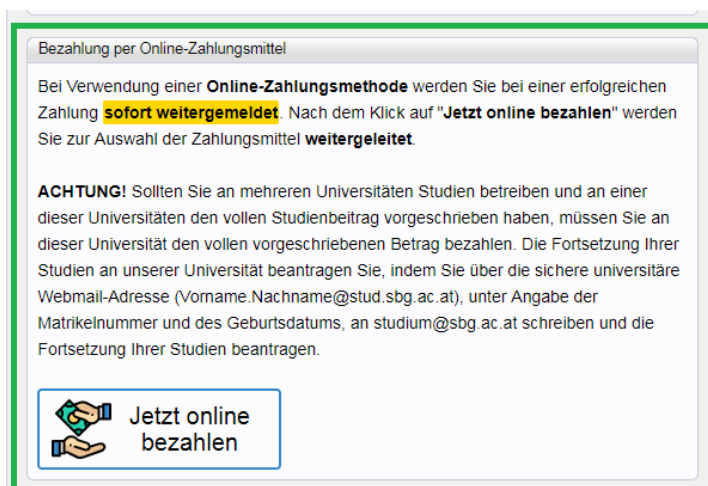 Bezahlung per Online-Zahlungsmittel
Bei Verwendung einer Online-Zahlungsmethode werden Sie bei einer erfolgreichen
Zahlung sofort weitergemeldet. Nach dem Klick auf "Jetzt online bezahlen" werden
Sie zur Auswahl der Zahlungsmittel weitergeleitet.
ACHTUNG! Sollten Sie an mehreren Universitäten Studien betreiben und an einer
dieser Universitäten den vollen Studienbeitrag vorgeschrieben haben, müssen Sie an
dieser Universität den vollen vorgeschriebenen Betrag bezahlen. Die Fortsetzung Ihrer
Studien an unserer Universität beantragen Sie, indem Sie über die sichere universitäre
Webmail-Adresse (Vorname.Nachname@stud.sbg.ac.at), unter Angabe der
Matrikelnummer und des Geburtsdatums, an studium@sbg.ac.at schreiben und die
Fortsetzung Ihrer Studien beantragen.
Jetzt online
bezahlen